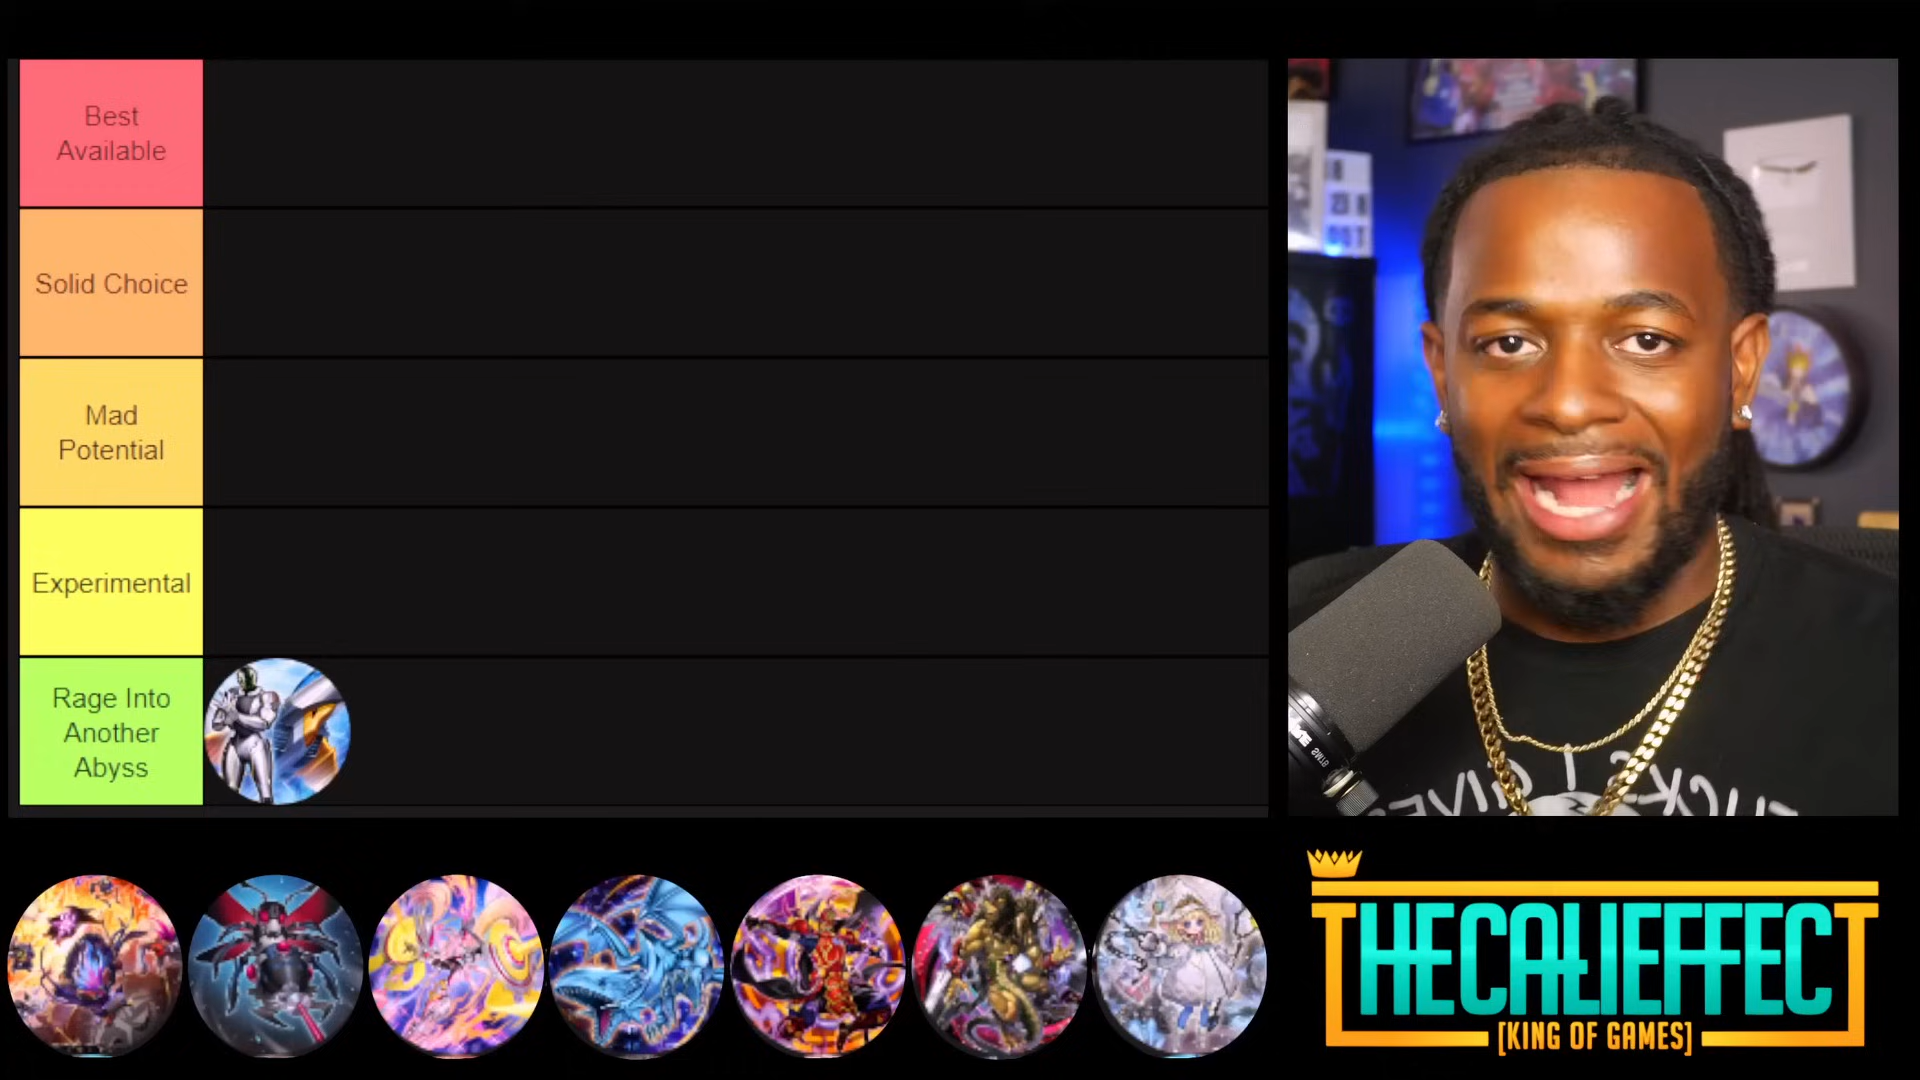 Best
Available
Solid Choice
Mad
Potential
Experimental
Rage Into
Another
Abyss
THECALIEFFECT
[KING OF GAMES]